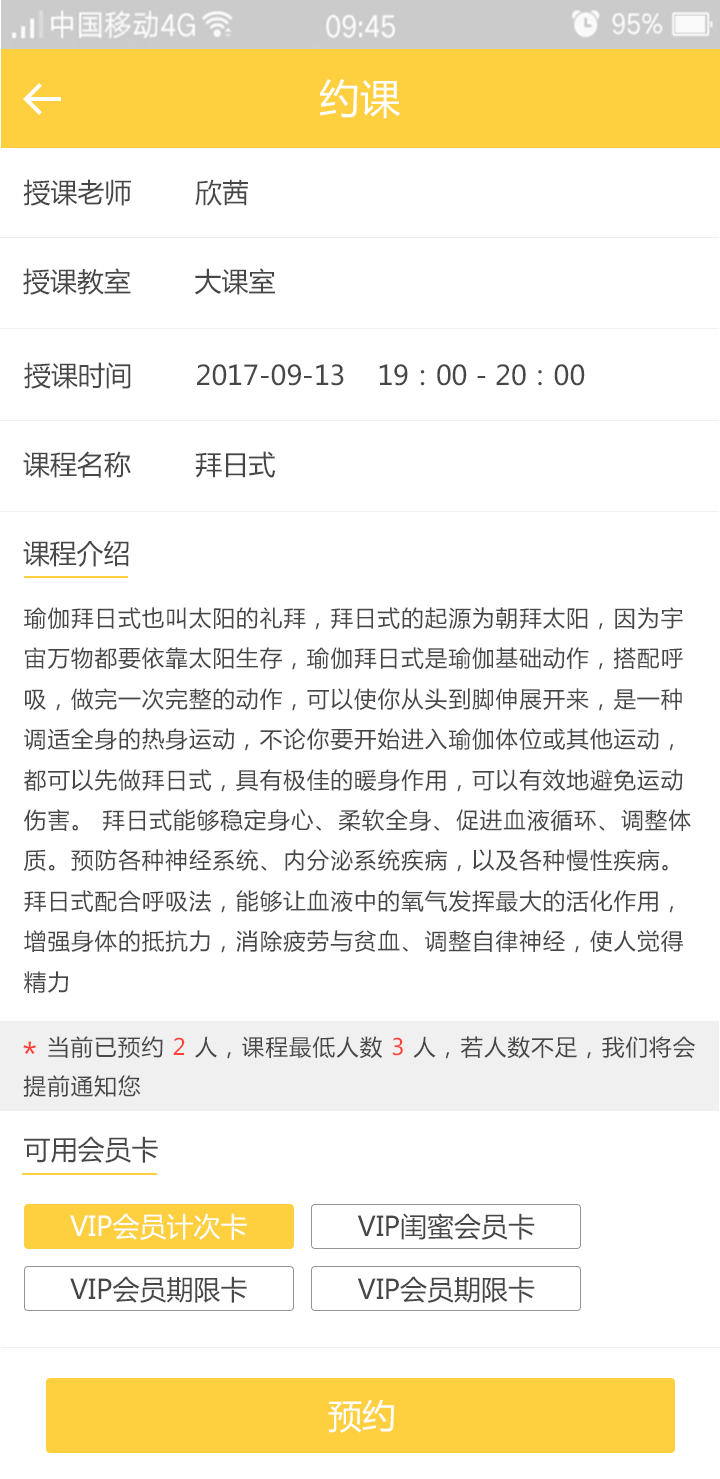 中国移动4G 09:45 95%
约课
授课老师 欣茜
授课教室 大课室
授课时间 2017-09-13 19：00 - 20：00
课程名称 拜日式
课程介绍
瑜伽拜日式也叫太阳的礼拜，拜日式的起源为朝拜太阳，因为宇
宙万物都要依靠太阳生存，瑜伽拜日式是瑜伽基础动作，搭配呼
吸，做完一次完整的动作，可以使你从头到脚伸展开来，是一种
调适全身的热身运动，不论你要开始进入瑜伽体位或其他运动，
都可以先做拜日式，具有极佳的暖身作用，可以有效地避免运动
伤害。 拜日式能够稳定身心、柔软全身、促进血液循环、调整体
质。预防各种神经系统、内分泌系统疾病，以及各种慢性疾病。
拜日式配合呼吸法，能够让血液中的氧气发挥最大的活化作用，
增强身体的抵抗力，消除疲劳与贫血、调整自律神经，使人觉得
精力
* 当前已预约 2 人，课程最低人数 3 人，若人数不足，我们将会
提前通知您
可用会员卡
VIP会员计次卡 VIP闺蜜会员卡
VIP会员期限卡 VIP会员期限卡
预约